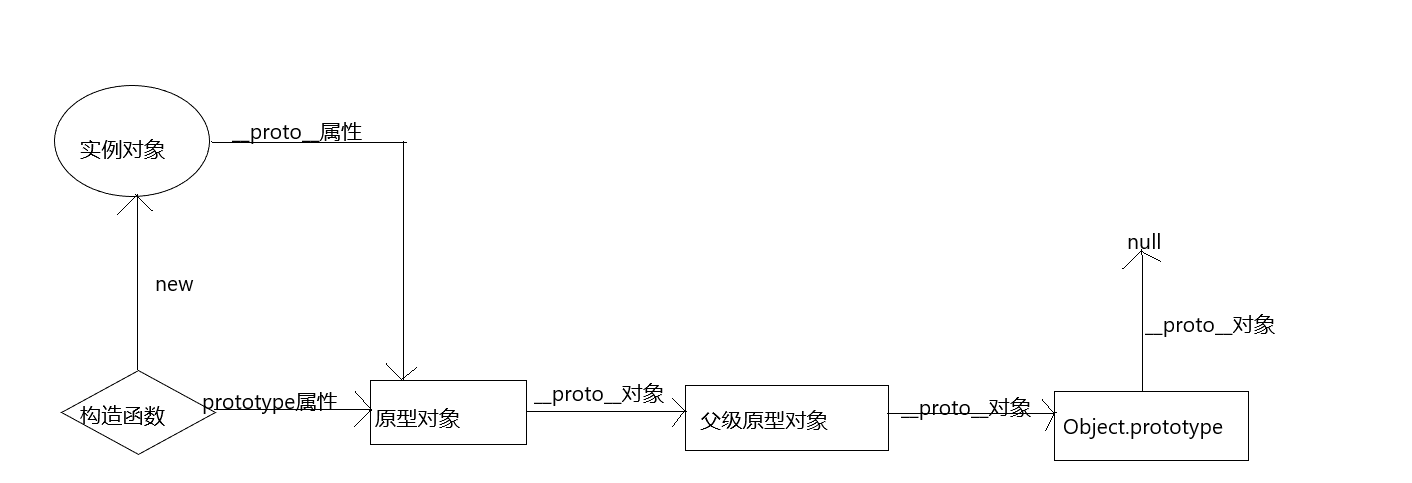 实例对象
__proto__属性
new
构造函数
prototype属性
原型对象
__proto__对象
父级原型对象
__proto__对象
Object.prototype
__proto__对象
null